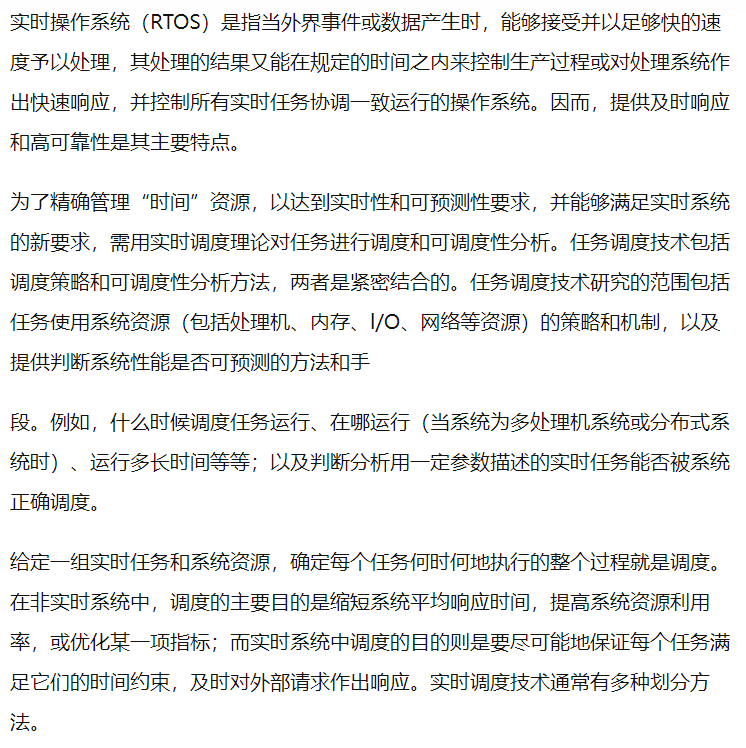 实时操作系统（RTOS）是指当外界事件或数据产生时，能够接受并以足够快的速
度予以处理，其处理的结果又能在规定的时间之内来控制生产过程或对处理系统作
出快速响应，并控制所有实时任务协调一致运行的操作系统。因而，提供及时响应
和高可靠性是其主要特点。
为了精确管理“时间”资源，以达到实时性和可预测性要求，并能够满足实时系统
的新要求，需用实时调度理论对任务进行调度和可调度性分析。任务调度技术包括
调度策略和可调度性分析方法，两者是紧密结合的。任务调度技术研究的范围包括
任务使用系统资源（包括处理机、内存、I/O、网络等资源）的策略和机制，以及
提供判断系统性能是否可预测的方法和手
段。例如，什么时候调度任务运行、在哪运行（当系统为多处理机系统或分布式系
统时）、运行多长时间等等；以及判断分析用一定参数描述的实时任务能否被系统
正确调度。
给定一组实时任务和系统资源，确定每个任务何时何地执行的整个过程就是调度。
在非实时系统中，调度的主要目的是缩短系统平均响应时间，提高系统资源利用
率，或优化某一项指标；而实时系统中调度的目的则是要尽可能地保证每个任务满
足它们的时间约束，及时对外部请求作出响应。实时调度技术通常有多种划分方
法。